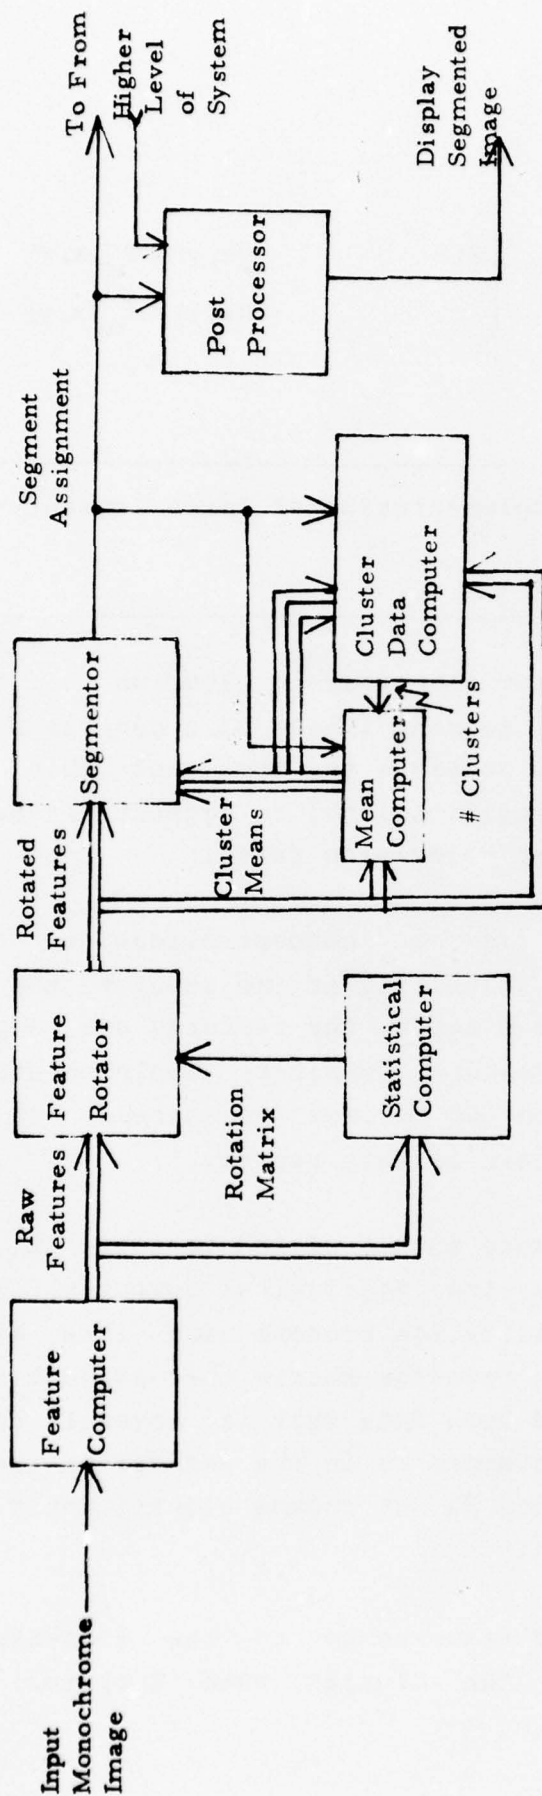 Input
Monochrome
Image
Feature
Computer
Raw
Features
Feature
Rotator
Rotation
Matrix
Statistical
Computer
Rotated
Features
Segmentor
Cluster
Means
Mean
Computer
# Clusters
Cluster
Data
Computer
Segment
Assignment
Post
Processor
To From
Higher
Level
of
System
Display
Segmented
Image